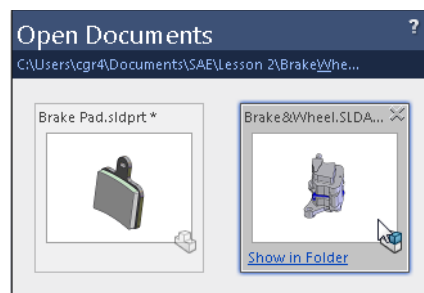 Open Documents
?
C:\Users\cgr4\Documents\SAE\Lesson 2\BrakeWhe...
Brake Pad.sldprt *
Brake&Wheel.SLDA...
Show in Folder